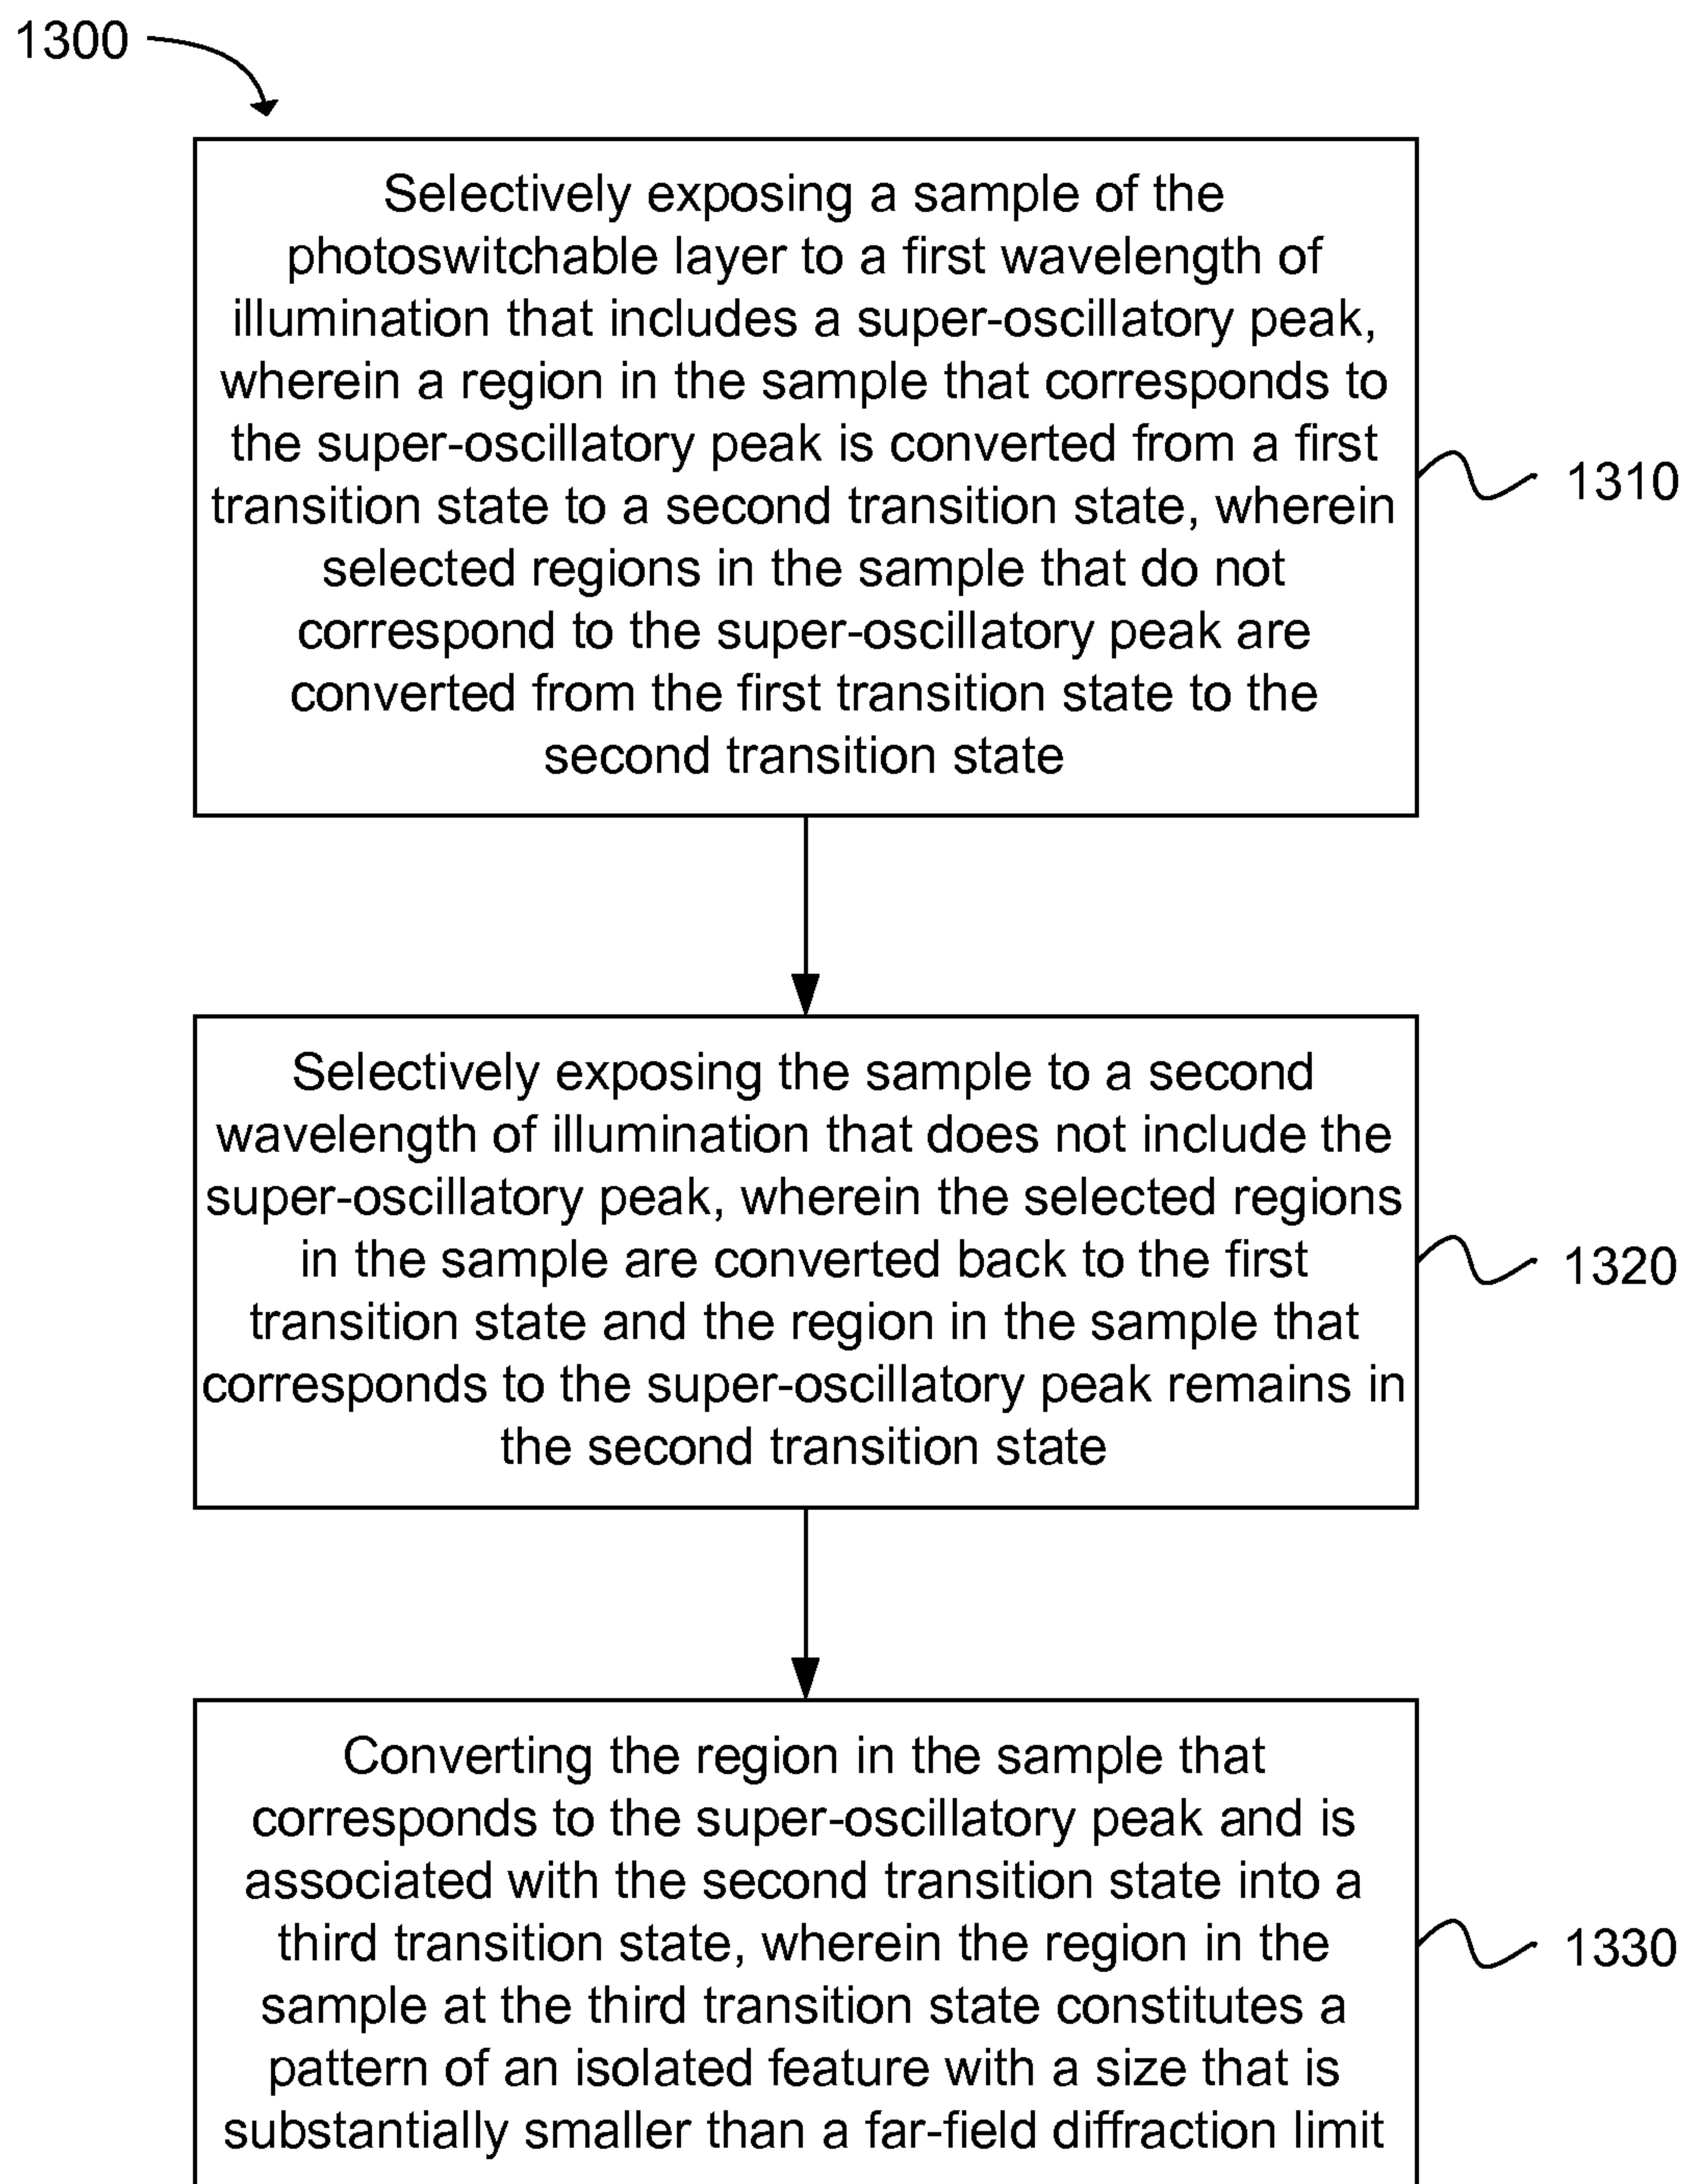 1300
Selectively exposing a sample of the
photoswitchable layer to a first wavelength of
illumination that includes a super-oscillatory peak,
wherein a region in the sample that corresponds to
the super-oscillatory peak is converted from a first
transition state to a second transition state, wherein
selected regions in the sample that do not
correspond to the super-oscillatory peak are
converted from the first transition state to the
second transition state
1310
Selectively exposing the sample to a second
wavelength of illumination that does not include the
super-oscillatory peak, wherein the selected regions
in the sample are converted back to the first
transition state and the region in the sample that
corresponds to the super-oscillatory peak remains in
the second transition state
1320
Converting the region in the sample that
corresponds to the super-oscillatory peak and is
associated with the second transition state into a
third transition state, wherein the region in the
sample at the third transition state constitutes a
pattern of an isolated feature with a size that is
substantially smaller than a far-field diffraction limit
1330